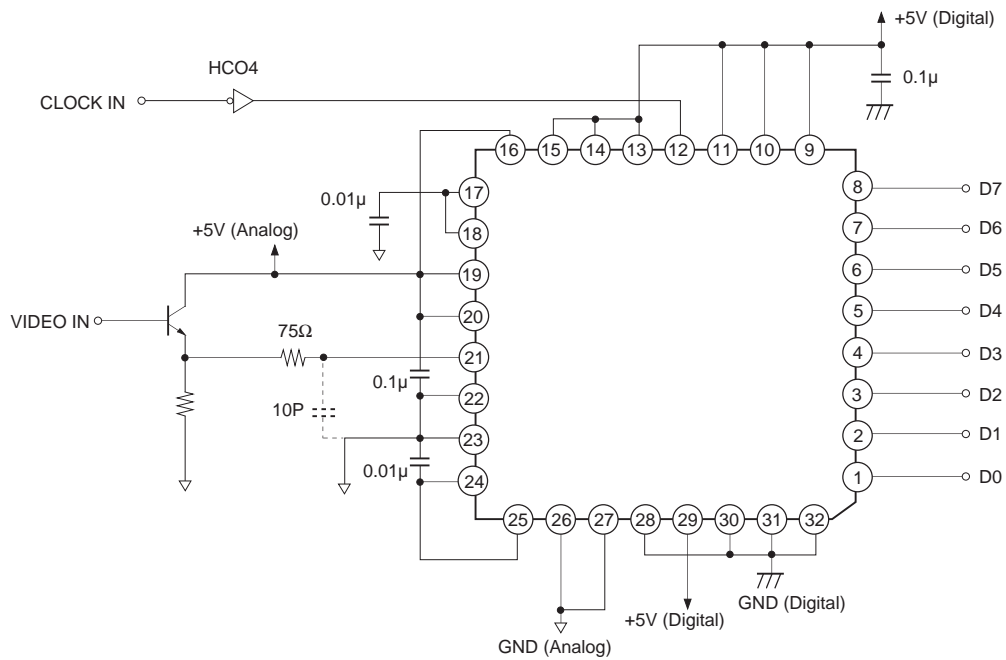 +5V (Digital)
HCO4
0.1μ
CLOCK IN
16 15 14 13 12 11 10 9
17
8 D7
0.01μ
18
7 D6
+5V (Analog)
19
6 D5
VIDEO IN
20
5 D4
75Ω
21
4 D3
0.1μ
22
3 D2
10P
23
2 D1
0.01μ
24
1 D0
25 26 27 28 29 30 31 32
GND (Digital)
+5V (Digital)
GND (Analog)